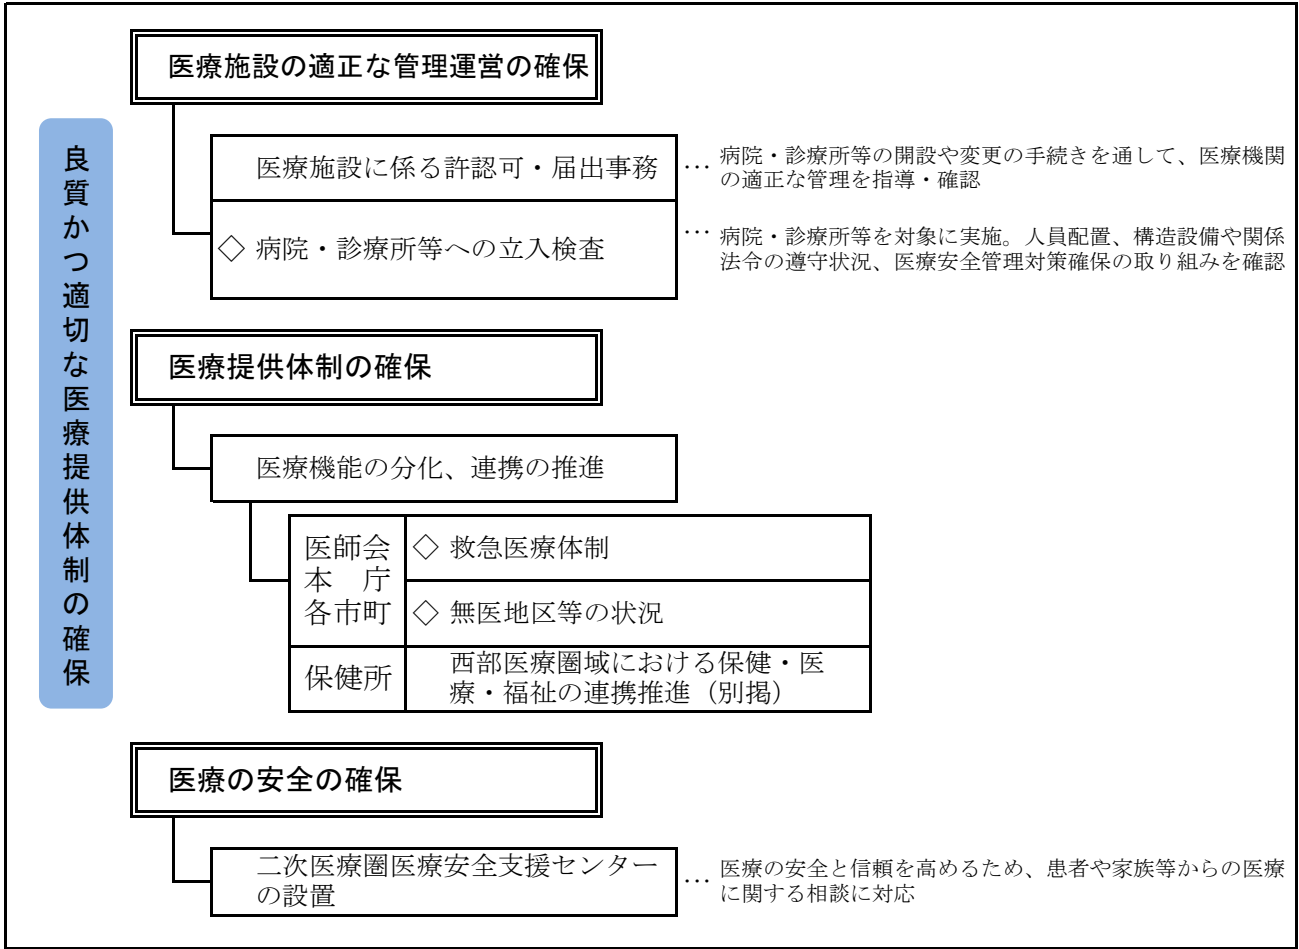 良質かつ適切な医療提供体制の確保
医療施設の適正な管理運営の確保
医療施設に係る許認可・届出事務
… 病院・診療所等の開設や変更の手続きを通して、医療機関
の適正な管理を指導・確認
◇ 病院・診療所等への立入検査
… 病院・診療所等を対象に実施。人員配置、構造設備や関係
法令の遵守状況、医療安全管理対策確保の取り組みを確認
医療提供体制の確保
医療機能の分化、連携の推進
医師会
本　庁
各市町
◇ 救急医療体制
◇ 無医地区等の状況
保健所
西部医療圏域における保健・医
療・福祉の連携推進（別掲）
医療の安全の確保
二次医療圏医療安全支援センター
の設置
… 医療の安全と信頼を高めるため、患者や家族等からの医療
に関する相談に対応